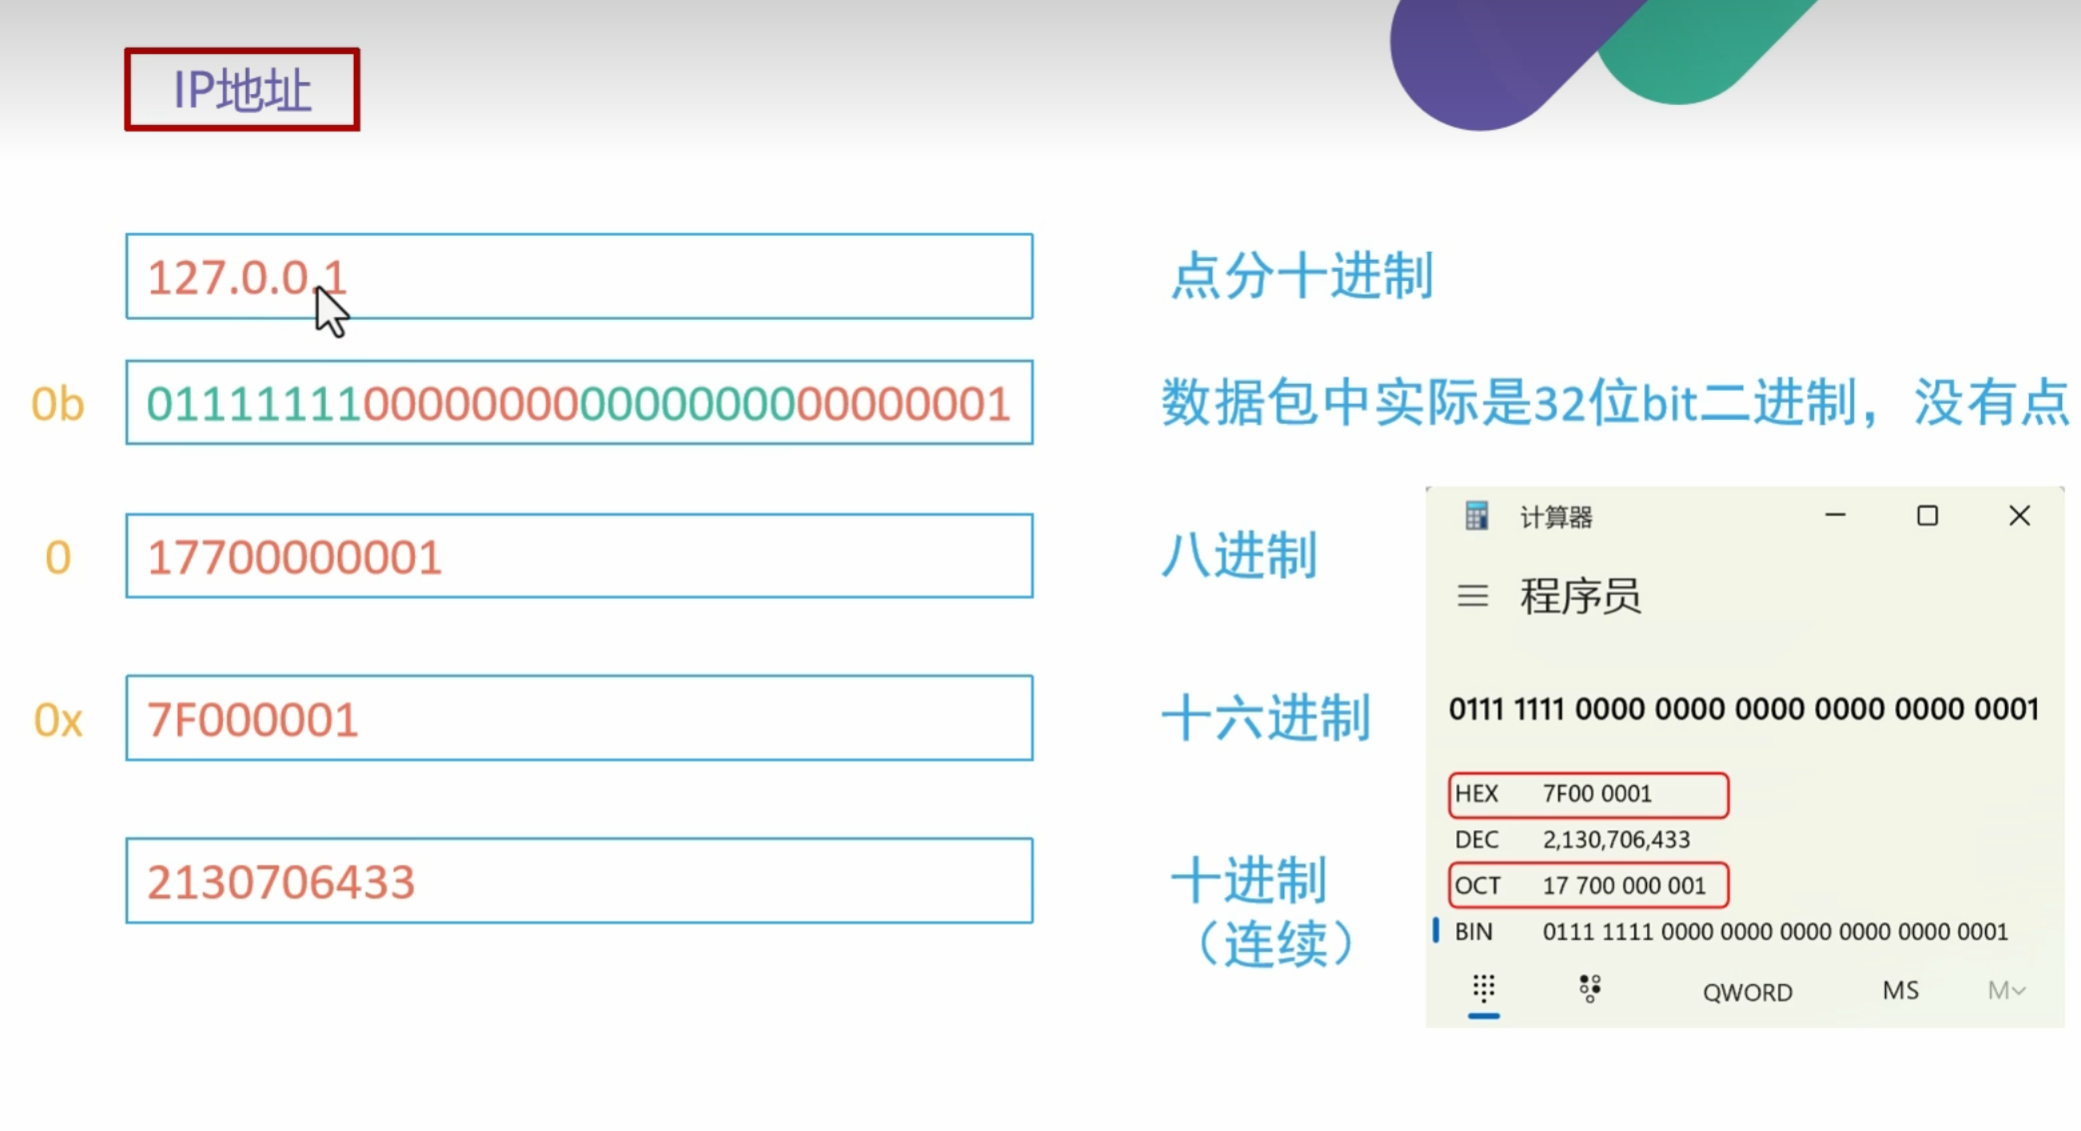 IP地址
127.0.0.1
点分十进制
0b
01111111000000000000000000000001
数据包中实际是32位bit二进制，没有点
0
17700000001
八进制
0x
7F000001
十六进制
2130706433
十进制
（连续）
计算器
程序员
0111 1111 0000 0000 0000 0000 0000 0001
HEX 7F00 0001
DEC 2,130,706,433
OCT 17 700 000 001
BIN 0111 1111 0000 0000 0000 0000 0000 0001
QWORD MS M